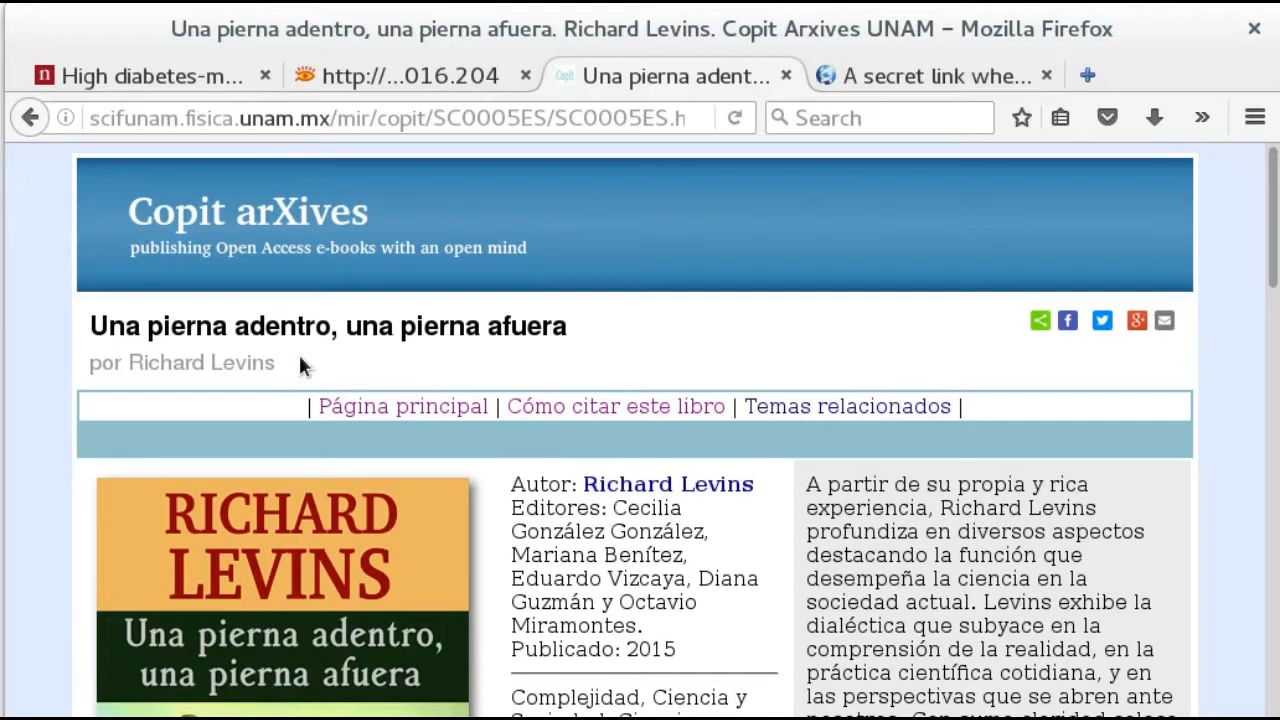 Una pierna adentro, una pierna afuera. Richard Levins. Copit Arxives UNAM – Mozilla Firefox
n High diabetes-m... × http://...016.204 × Copit Una pierna adent... × A secret link whe... ×
scifunam.fisica.unam.mx/mir/copit/SC0005ES/SC0005ES.h Search
Copit arXives
publishing Open Access e-books with an open mind
Una pierna adentro, una pierna afuera
por Richard Levins
| Página principal | Cómo citar este libro | Temas relacionados |
RICHARD
LEVINS
Una pierna adentro,
una pierna afuera
Autor: Richard Levins
Editores: Cecilia
González González,
Mariana Benítez,
Eduardo Vizcaya, Diana
Guzmán y Octavio
Miramontes.
Publicado: 2015
Complejidad, Ciencia y
A partir de su propia y rica
experiencia, Richard Levins
profundiza en diversos aspectos
destacando la función que
desempeña la ciencia en la
sociedad actual. Levins exhibe la
dialéctica que subyace en la
comprensión de la realidad, en la
práctica científica cotidiana, y en
las perspectivas que se abren ante